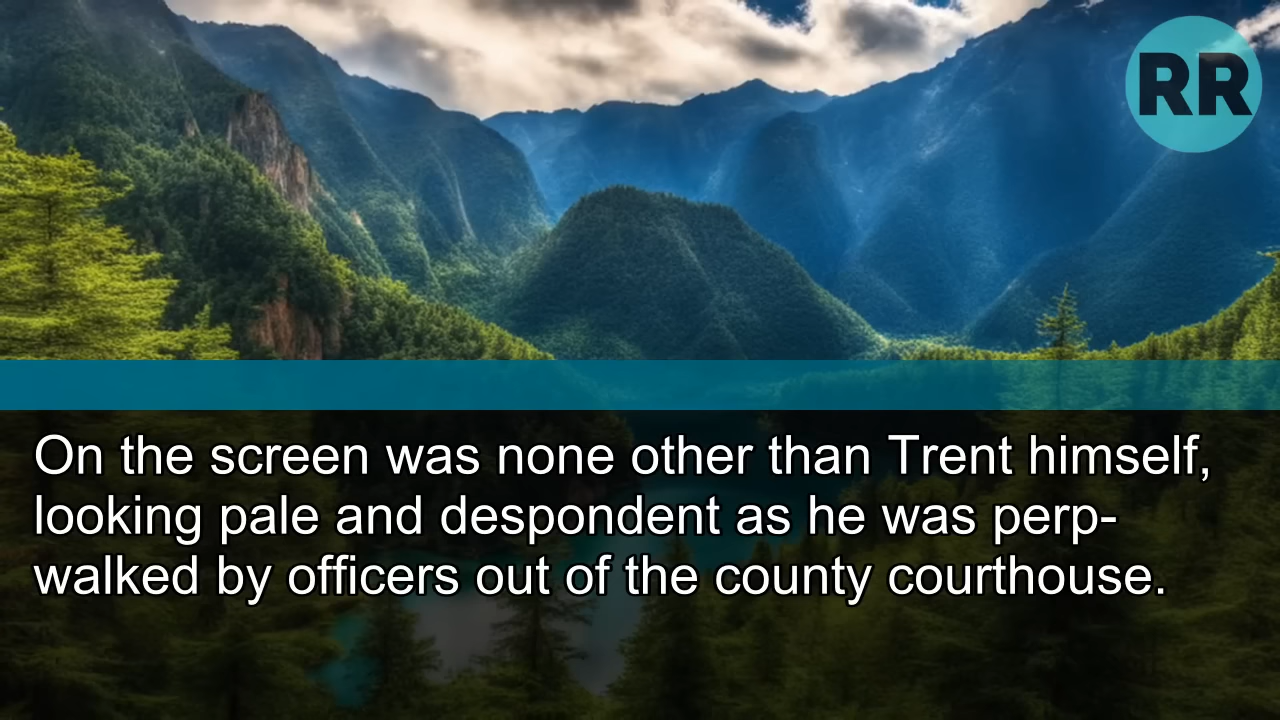 RR
On the screen was none other than Trent himself,
looking pale and despondent as he was perp-
walked by officers out of the county courthouse.